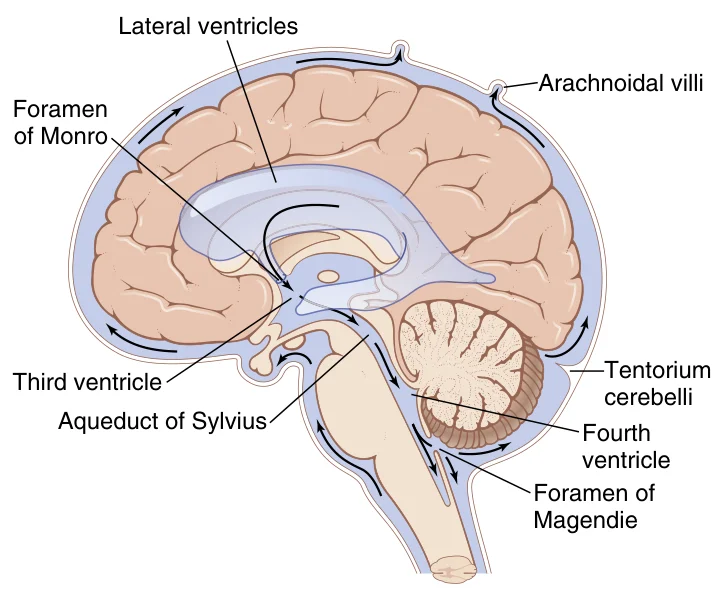 Lateral ventricles
Arachnoidal villi
Foramen
of Monro
Third ventricle
Tentorium
cerebelli
Aqueduct of Sylvius
Fourth
ventricle
Foramen of
Magendie